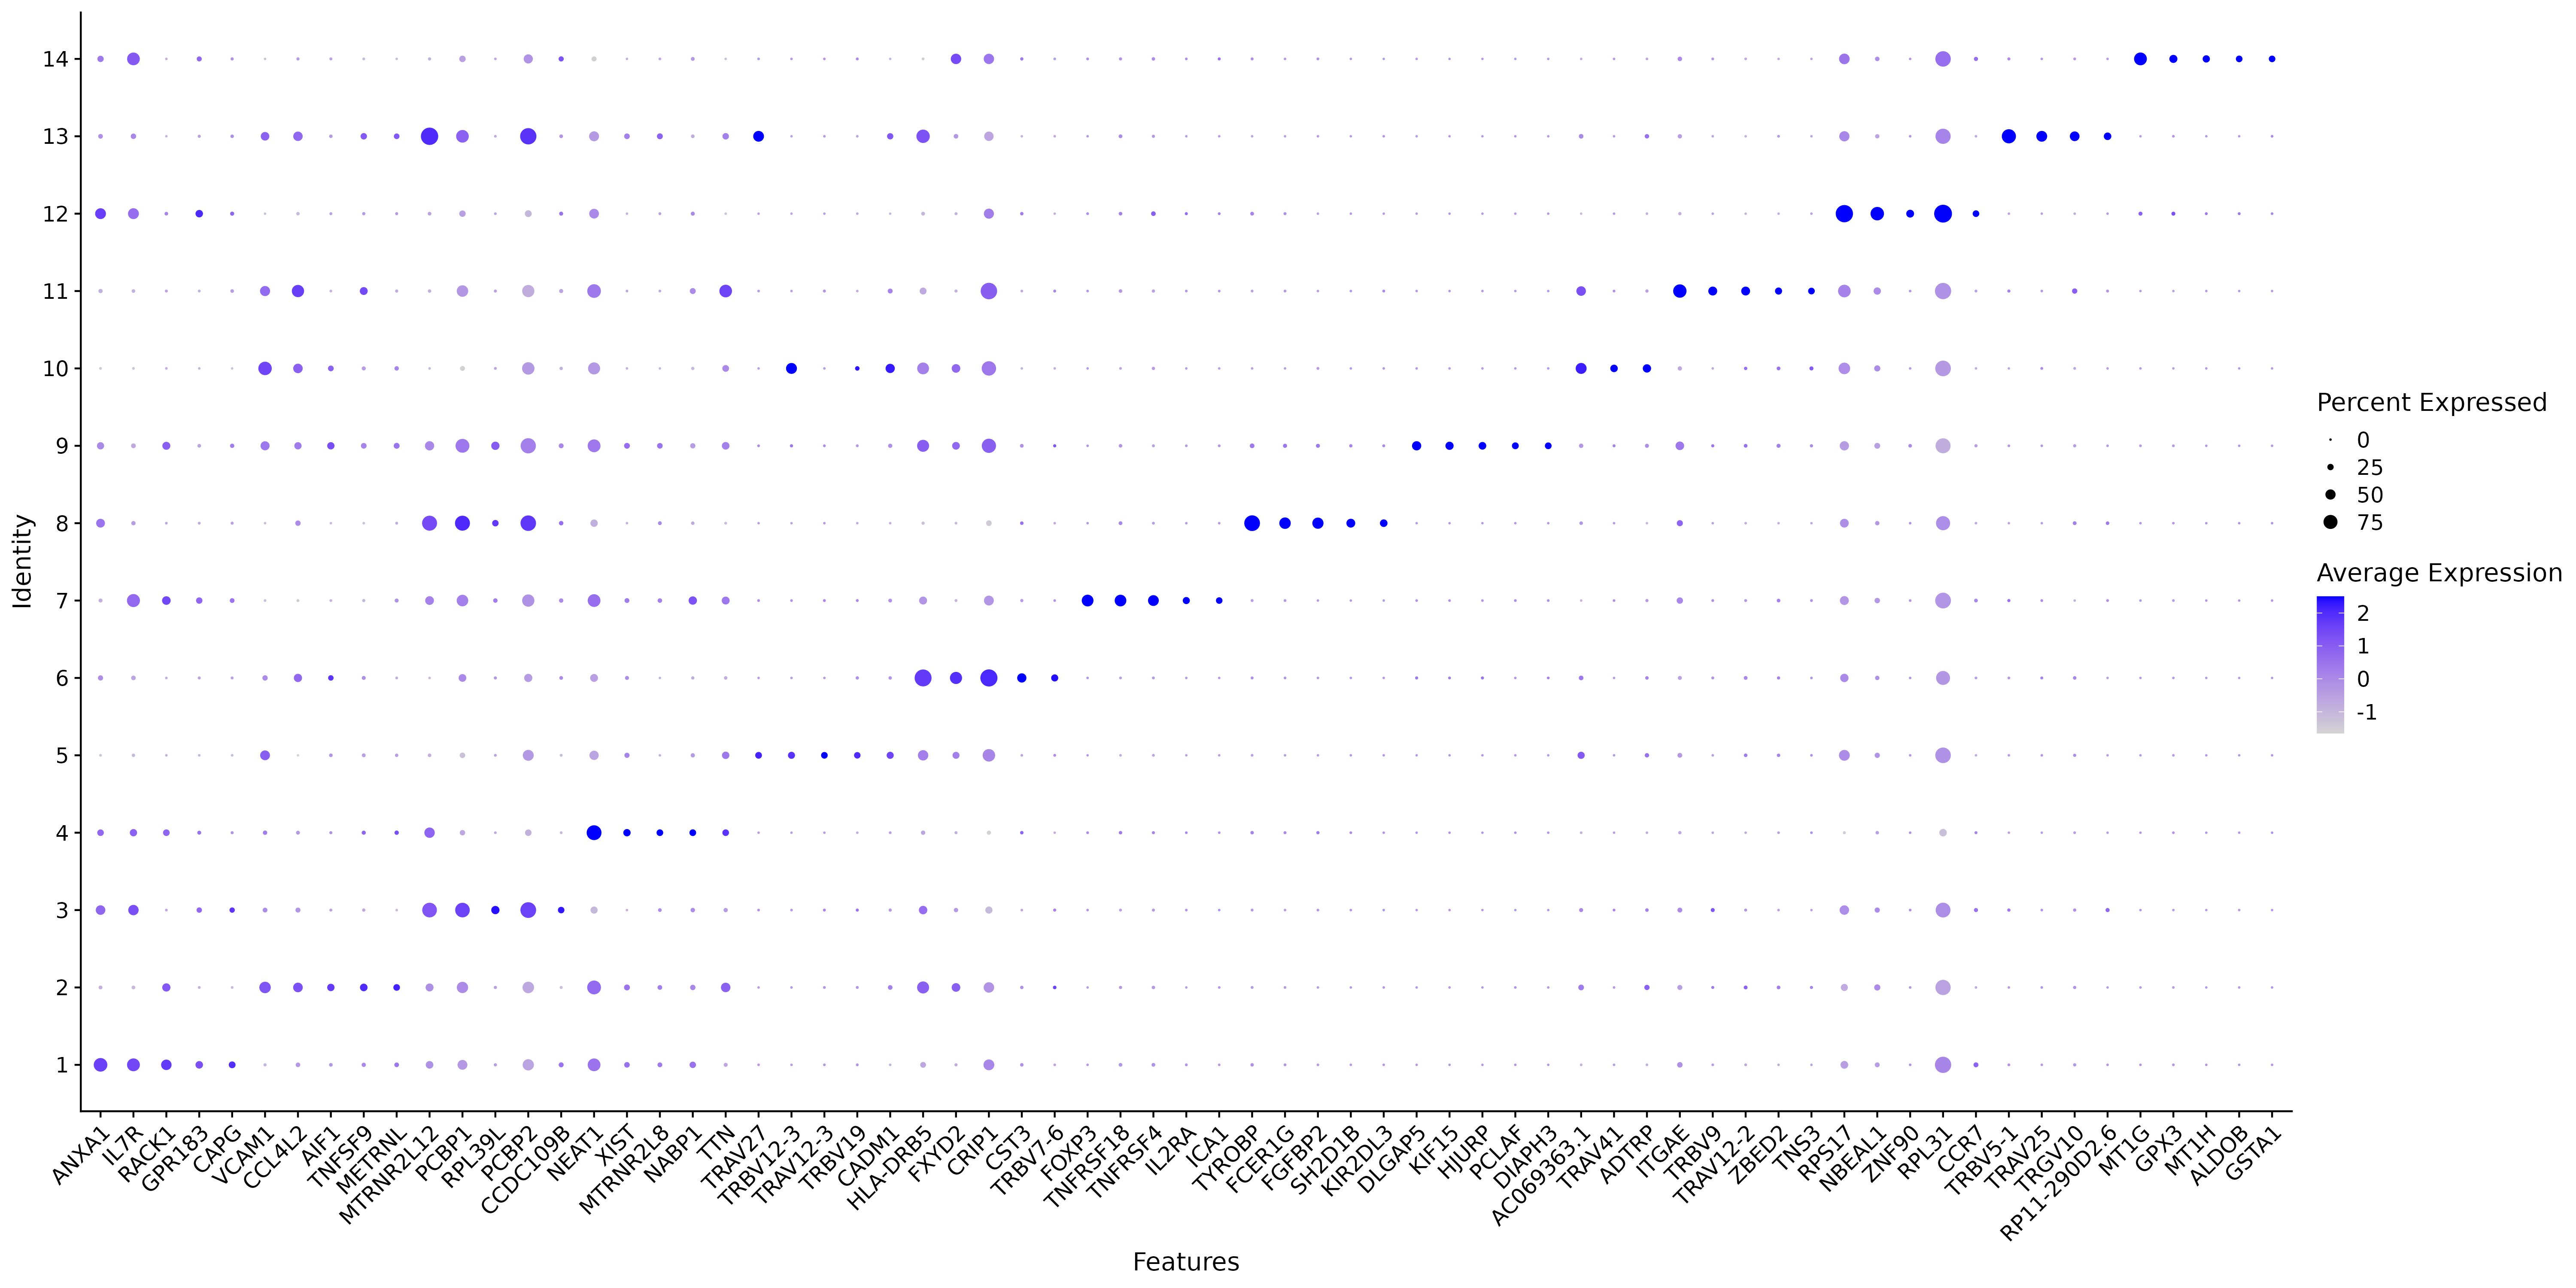 14
13
12
11
10
9
8
7
6
5
4
3
2
1
Identity
ANXA1
IL7R
RACK1
GPR183
CAPG
VCAM1
CCL4L2
AIF1
TNFSF9
METRNL
MTRNR2L12
PCBP1
RPL39L
PCBP2
CCDC109B
NEAT1
XIST
MTRNR2L8
NABP1
TTN
TRAV27
TRBV12-3
TRAV12-3
TRBV19
CADM1
HLA-DRB5
FXYD2
CRIP1
CST3
TRBV7-6
FOXP3
TNFRSF18
TNFRSF4
IL2RA
ICA1
TYROBP
FCER1G
FGFBP2
SH2D1B
KIR2DL3
DLGAP5
KIF15
HJURP
PCLAF
DIAPH3
AC069363.1
TRAV41
ADTRP
ITGAE
TRBV9
TRAV12-2
ZBED2
TNS3
RPS17
NBEAL1
ZNF90
RPL31
CCR7
TRBV5-1
TRAV25
TRGV10
RP11-290D2.6
MT1G
GPX3
MT1H
ALDOB
GSTA1
Features
Percent Expressed
0
25
50
75
Average Expression
2
1
0
-1